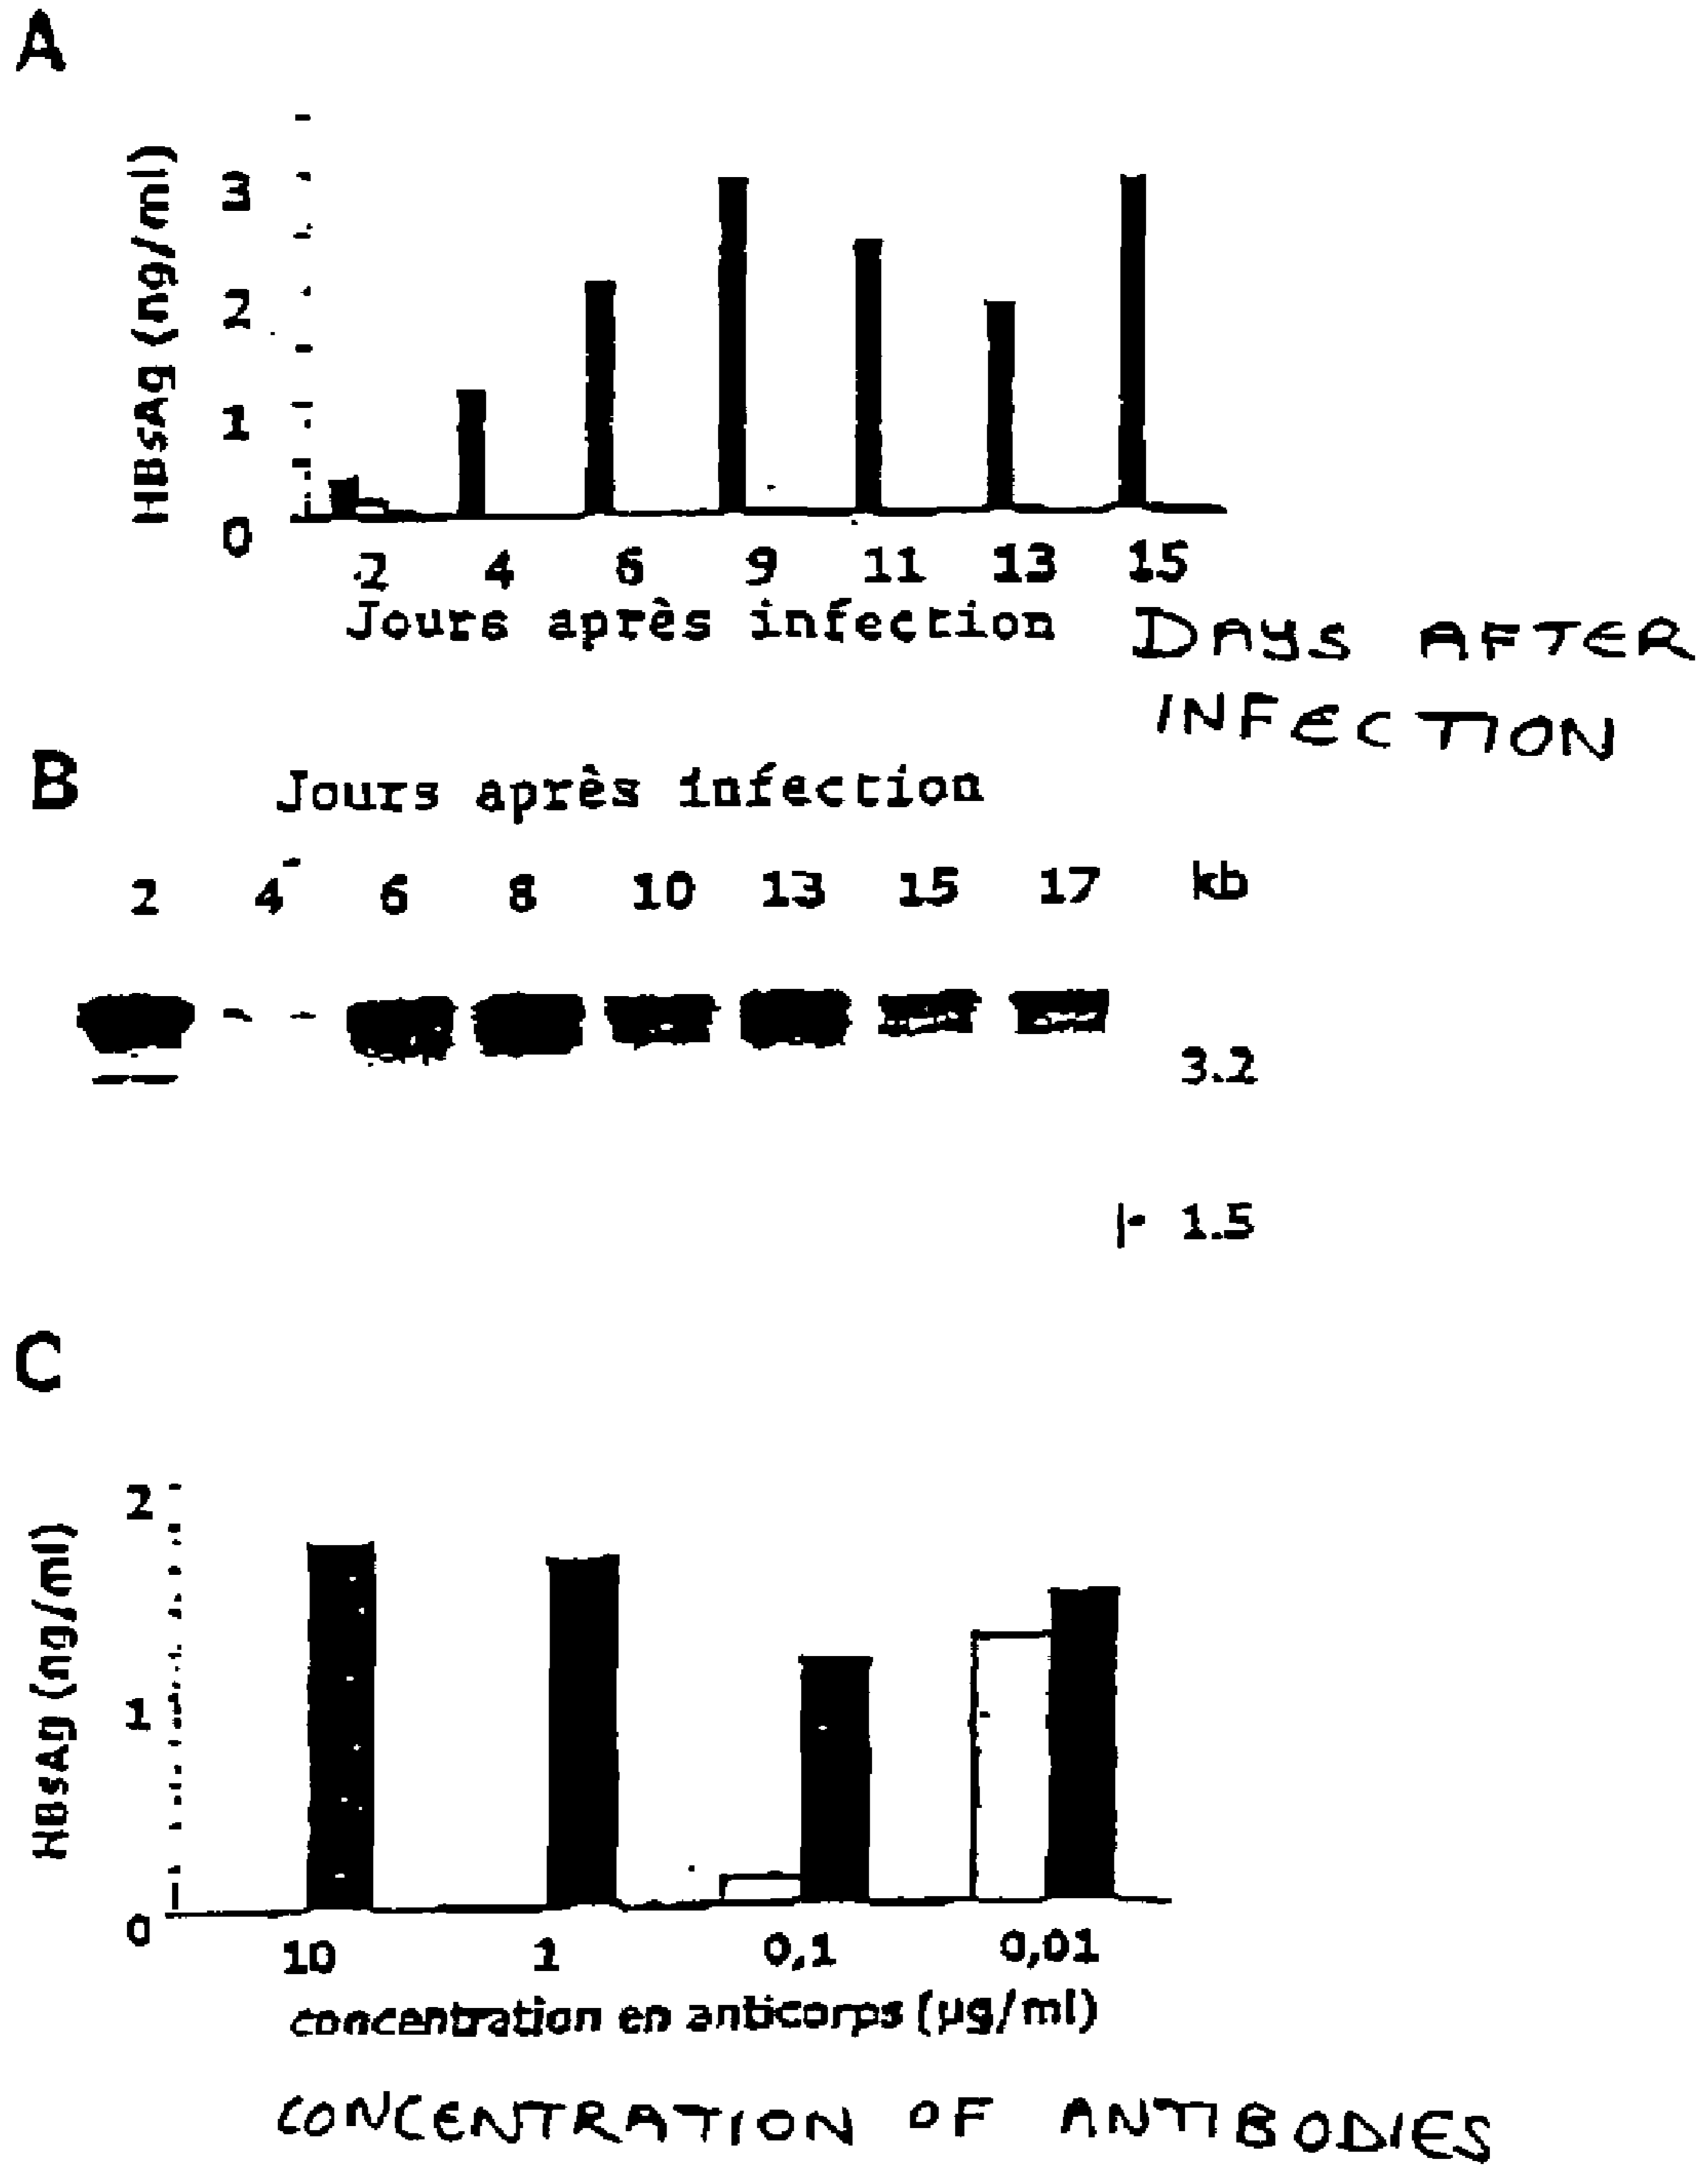 A
HBsAg (ng/ml)
3
2
1
0
2 4 6 9 11 13 15
Jours après infection
DAYS AFTER
INFECTION
B
Jours après infection
2 4 6 8 10 13 15 17 kb
3.2
1.5
C
HBsAg (ng/ml)
2
1
0
10 1 0,1 0,01
concentration en anticorps (µg/ml)
CONCENTRATION OF ANTIBODIES